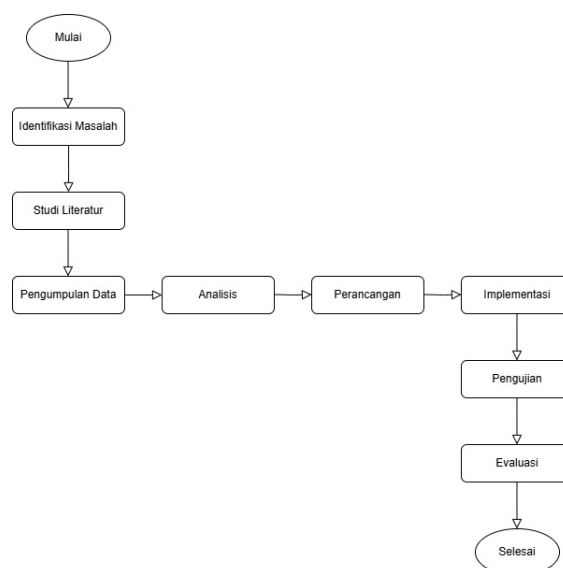 Mulai
Identifikasi Masalah
Studi Literatur
Pengumpulan Data
Analisis
Perancangan
Implementasi
Pengujian
Evaluasi
Selesai